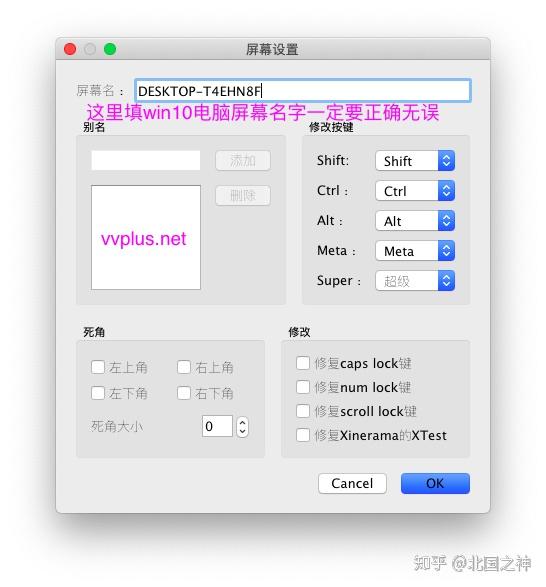 屏幕设置
屏幕名：
DESKTOP-T4EHN8F
这里填win10电脑屏幕名字一定要正确无误
别名
添加
删除
vvplus.net
修改按键
Shift: Shift
Ctrl： Ctrl
Alt： Alt
Meta： Meta
Super： 超级
死角
左上角 右上角
左下角 右下角
死角大小 0
修改
修复caps lock键
修复num lock键
修复scroll lock键
修复Xinerama的XTest
Cancel OK
知乎 @北国之神